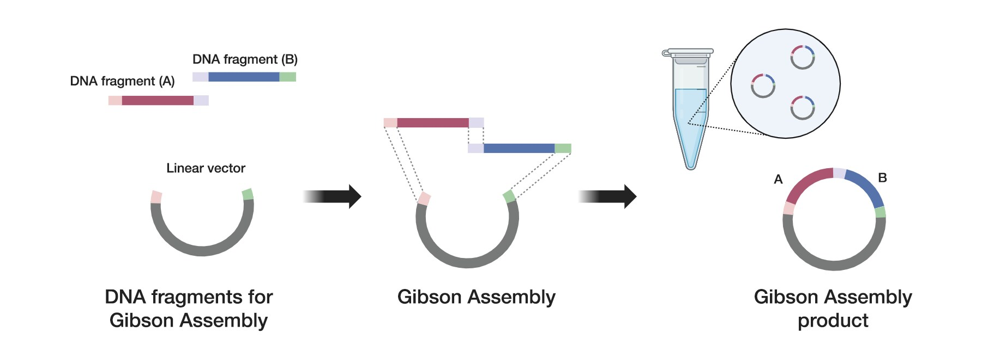 DNA fragment (B)
DNA fragment (A)
Linear vector
DNA fragments for
Gibson Assembly
Gibson Assembly
A
B
Gibson Assembly
product